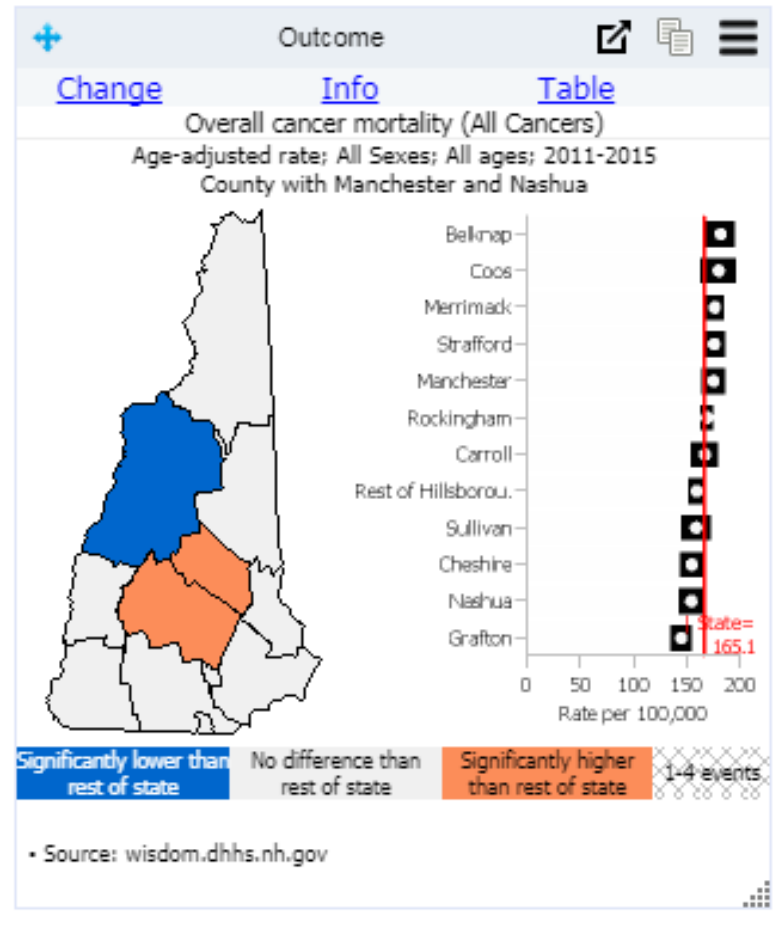 Outcome
Change Info Table
Overall cancer mortality (All Cancers)
Age-adjusted rate; All Sexes; All ages; 2011-2015
County with Manchester and Nashua
Belknap
Coos
Merrimack
Strafford
Manchester
Rockingham
Carroll
Rest of Hillsborou.
Sullivan
Cheshire
Nashua
Grafton
State=
165.1
0 50 100 150 200
Rate per 100,000
Significantly lower than
rest of state
No difference than
rest of state
Significantly higher
than rest of state
1-4 events
• Source: wisdom.dhhs.nh.gov